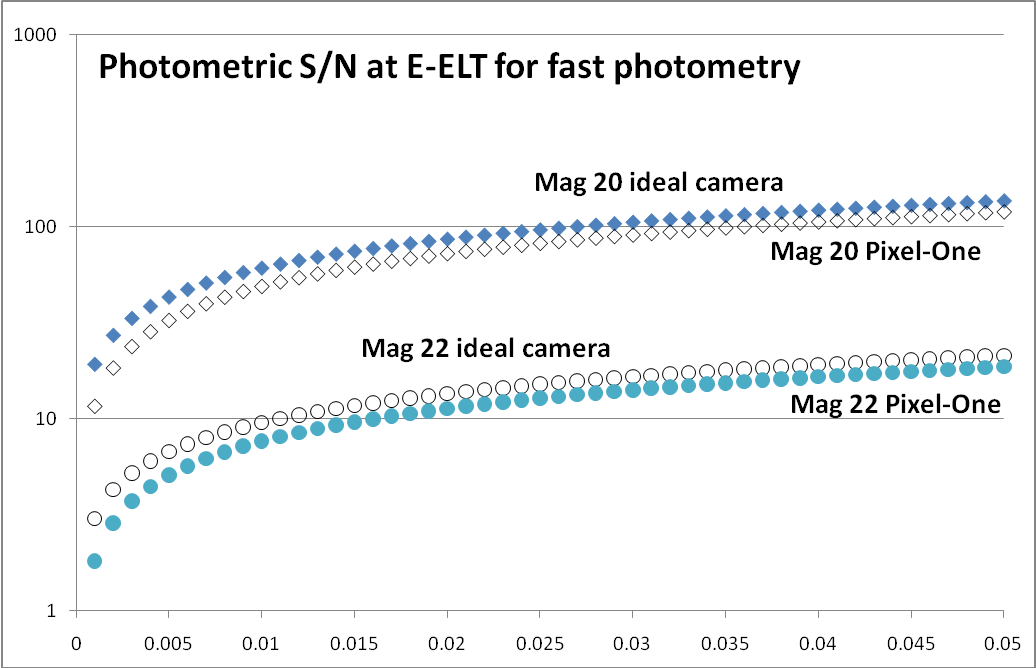 1000
Photometric S/N at E-ELT for fast photometry
Mag 20 ideal camera
100
Mag 20 Pixel-One
Mag 22 ideal camera
Mag 22 Pixel-One
10
1
0 0.005 0.01 0.015 0.02 0.025 0.03 0.035 0.04 0.045 0.05